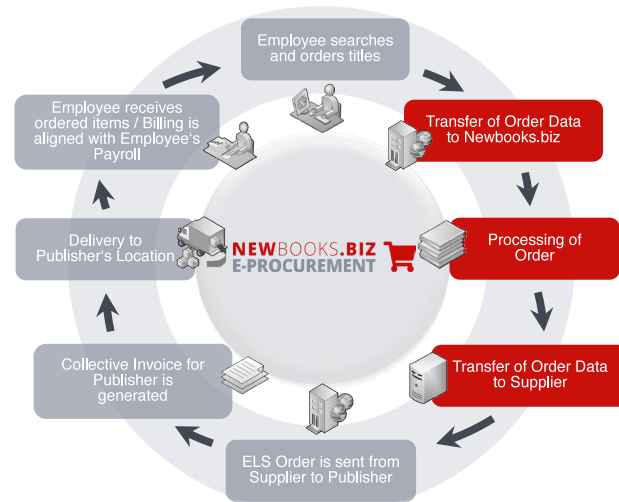 Employee searches
and orders titles
Transfer of Order Data
to Newbooks.biz
Processing of
Order
Transfer of Order Data
to Supplier
ELS Order is sent from
Supplier to Publisher
Collective Invoice for
Publisher is
generated
Delivery to
Publisher's Location
Employee receives
ordered items / Billing is
aligned with Employee's
Payroll
NEWBOOKS.BIZ
E-PROCUREMENT